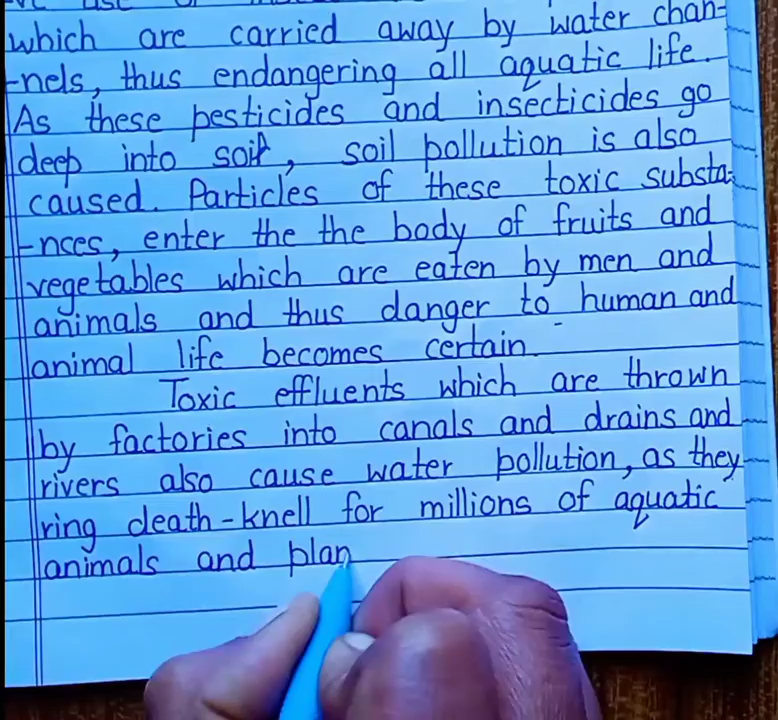 use of
which are carried away by water chan-
-nels, thus endangering all aquatic life.
As these pesticides and insecticides go
deep into soil, soil pollution is also
caused. Particles of these toxic substa-
-nces, enter the the body of fruits and
vegetables which are eaten by men and
animals and thus danger to human and
animal life becomes certain.
Toxic effluents which are thrown
by factories into canals and drains and
rivers also cause water pollution, as they
ring death-knell for millions of aquatic
animals and plan